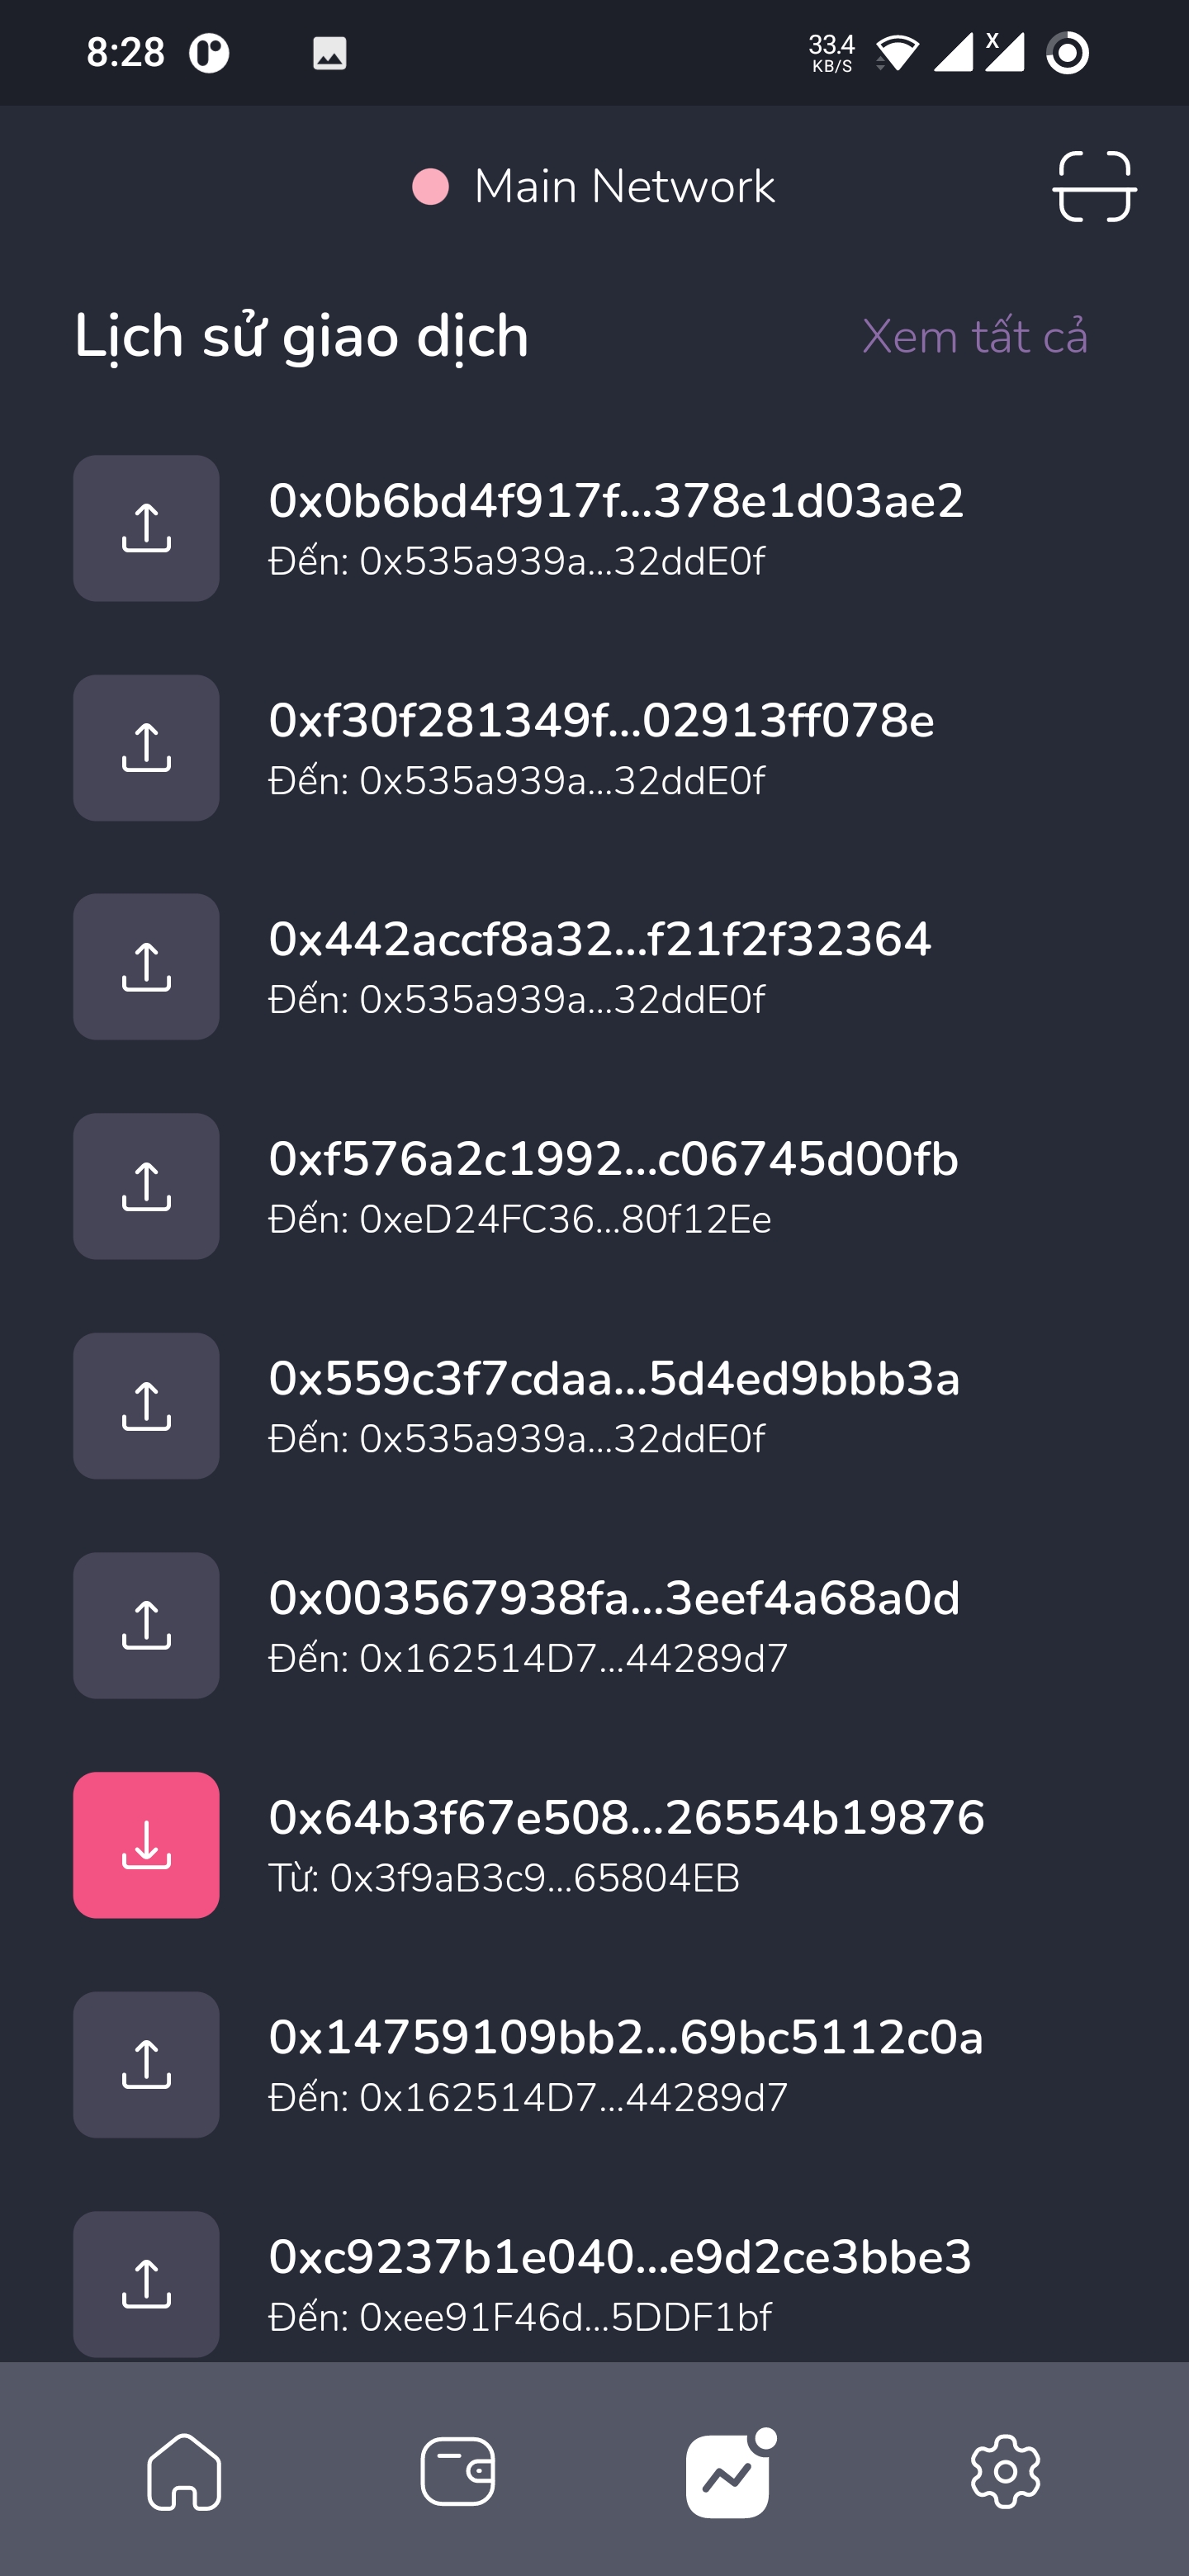 8:28
33.4
KB/S
X
Main Network
Lịch sử giao dịch
Xem tất cả
0x0b6bd4f917f...378e1d03ae2
Đến: 0x535a939a...32ddE0f
0xf30f281349f...02913ff078e
Đến: 0x535a939a...32ddE0f
0x442accf8a32...f21f2f32364
Đến: 0x535a939a...32ddE0f
0xf576a2c1992...c06745d00fb
Đến: 0xeD24FC36...80f12Ee
0x559c3f7cdaa...5d4ed9bbb3a
Đến: 0x535a939a...32ddE0f
0x003567938fa...3eef4a68a0d
Đến: 0x162514D7...44289d7
0x64b3f67e508...26554b19876
Từ: 0x3f9aB3c9...65804EB
0x14759109bb2...69bc5112c0a
Đến: 0x162514D7...44289d7
0xc9237b1e040...e9d2ce3bbe3
Đến: 0xee91F46d...5DDF1bf